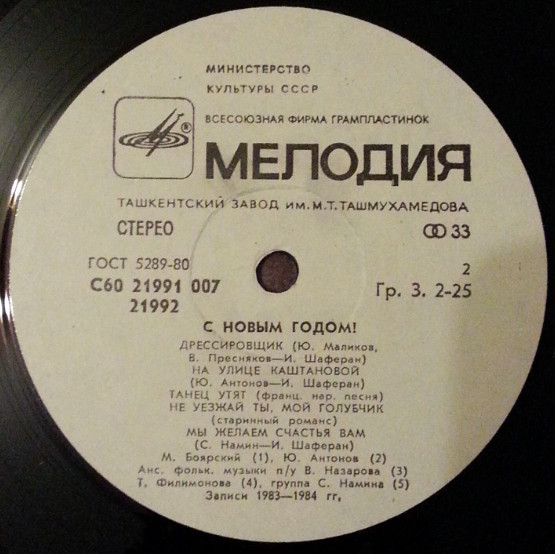 МИНИСТЕРСТВО
КУЛЬТУРЫ СССР
ВСЕСОЮЗНАЯ ФИРМА ГРАМПЛАСТИНОК
®
МЕЛОДИЯ
ТАШКЕНТСКИЙ ЗАВОД ИМ. М.Т.ТАШМУХАМЕДОВА
СТЕРЕО 33
ГОСТ 5289-80 2
С60 21991 007 Гр. 3. 2-25
21992
С НОВЫМ ГОДОМ!
ДРЕССИРОВЩИК (Ю. Маликов,
В. Пресняков—И. Шаферан)
НА УЛИЦЕ КАШТАНОВОЙ
(Ю. Антонов—И. Шаферан)
ТАНЕЦ УТЯТ (франц. нар. песня)
НЕ УЕЗЖАЙ ТЫ, МОЙ ГОЛУБЧИК
(старинный романс)
МЫ ЖЕЛАЕМ СЧАСТЬЯ ВАМ
(С. Намин—И. Шаферан)
М. Боярский (1), Ю. Антонов (2)
Анс. фольк. музыки п/у В. Назарова (3)
Т. Филимонова (4), группа С. Намина (5)
Записи 1983—1984 гг,